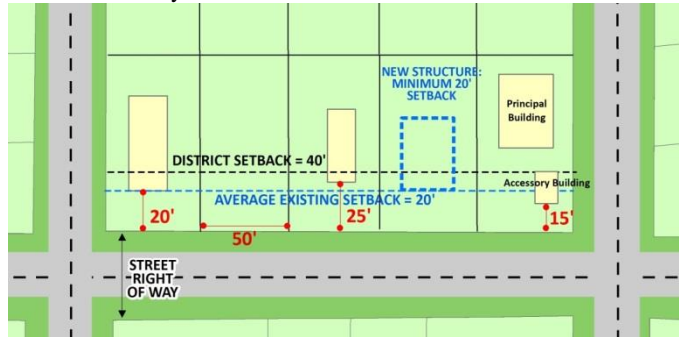 NEW STRUCTURE:
MINIMUM 20'
SETBACK
Principal
Building
DISTRICT SETBACK = 40'
Accessory Building
AVERAGE EXISTING SETBACK = 20'
20'
50'
25'
15'
STREET
RIGHT
OF WAY